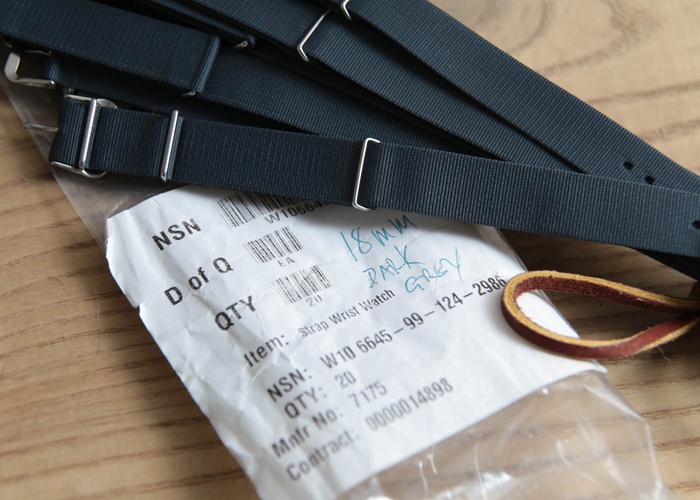 NSN
W1066
D of Q
EA
QTY
20
18mm
DARK
GREY
Item: Strap Wrist Watch
NSN: W10 6645-99-124-2986
QTY: 20
Mnfr No: 7175
Contract: 0000014898